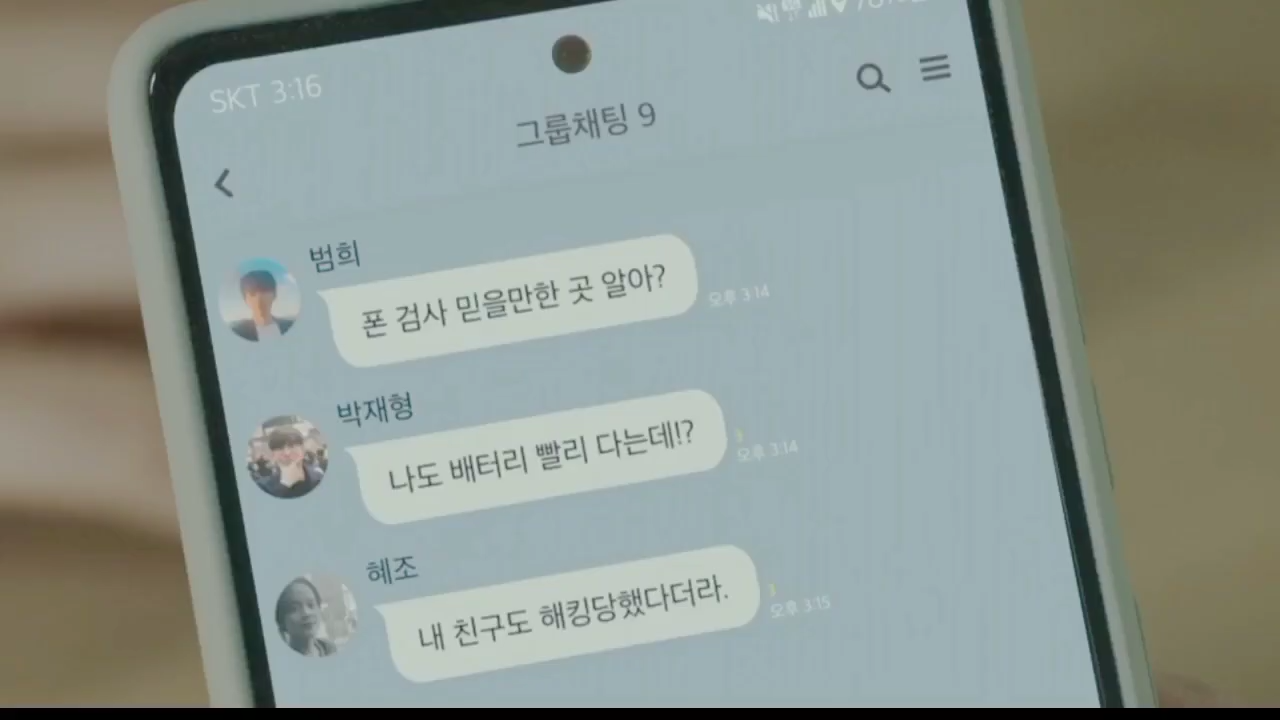 SKT 3:16
그룹채팅 9
범희
폰 검사 믿을만한 곳 알아?
오후 3:14
박재형
나도 배터리 빨리 다는데!?
오후 3:14
혜조
내 친구도 해킹당했다더라.
오후 3:15